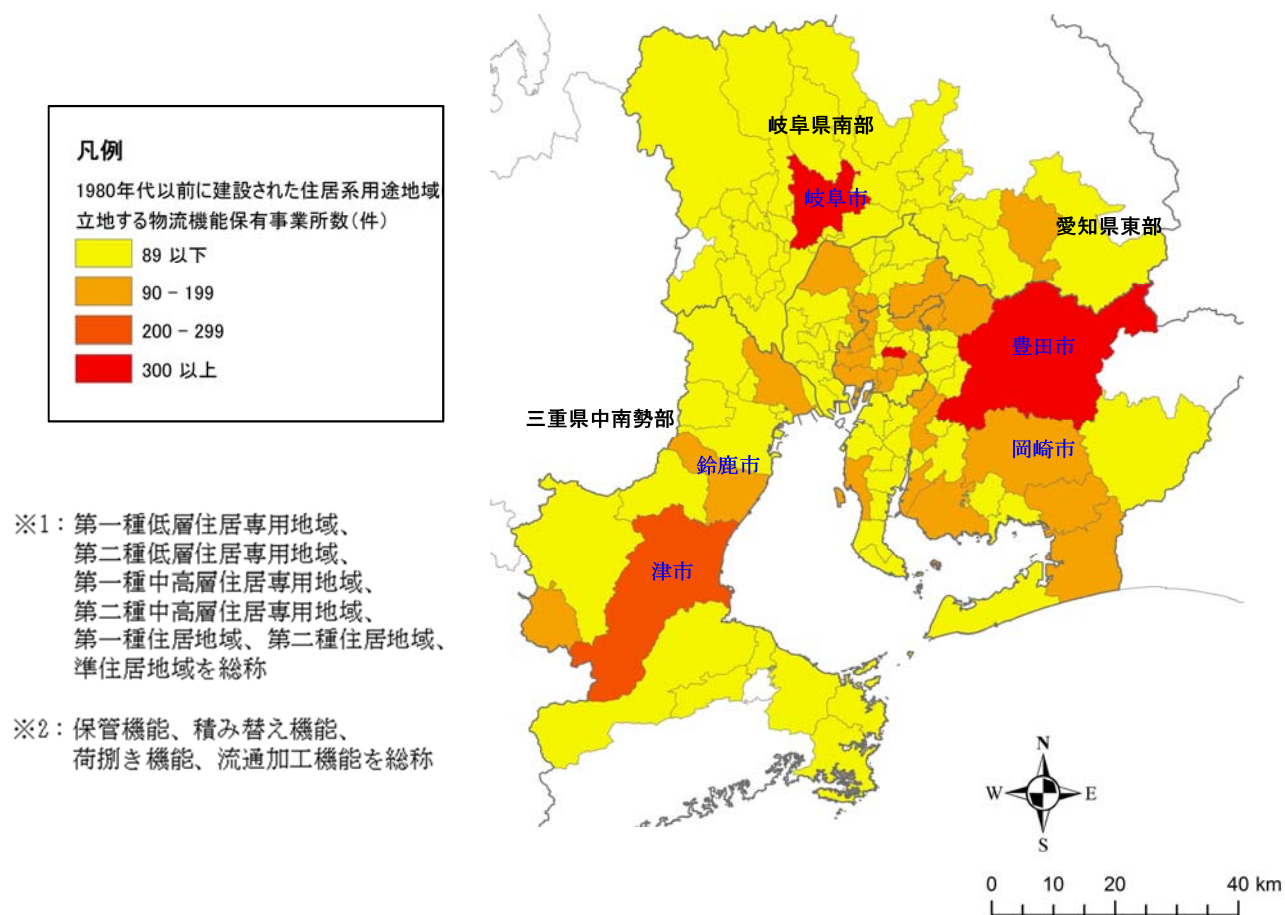 凡例
1980年代以前に建設された住居系用途地域
立地する物流機能保有事業所数(件)
89 以下
90 - 199
200 - 299
300 以上
※1：第一種低層住居専用地域、
第二種低層住居専用地域、
第一種中高層住居専用地域、
第二種中高層住居専用地域、
第一種住居地域、第二種住居地域、
準住居地域を総称
※2：保管機能、積み替え機能、
荷捌き機能、流通加工機能を総称
岐阜県南部
岐阜市
愛知県東部
豊田市
三重県中南勢部
岡崎市
鈴鹿市
津市
N
W
E
S
0 10 20 40 km